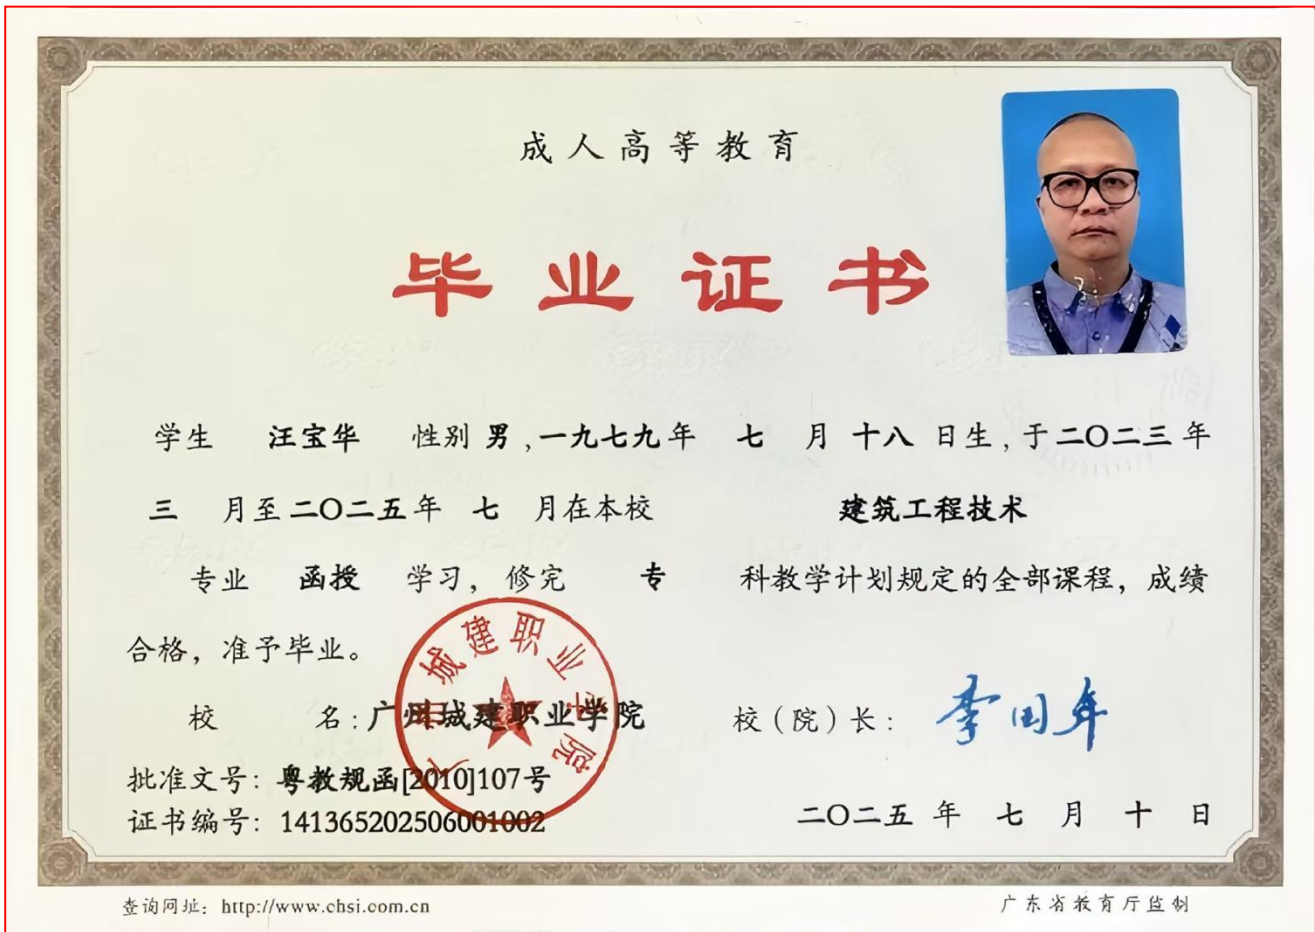 成人高等教育
毕业证书
学生 汪宝华 性别 男,一九七九年 七 月 十八 日生,于二〇二三年
三 月至二〇二五年 七 月在本校 建筑工程技术
专业 函授 学习，修完 专 科教学计划规定的全部课程，成绩
合格，准予毕业。
校 名:广州城建职业学院 校（院）长: 李国年
城建职业学院
批准文号: 粤教规函[2010]107号
证书编号: 141365202506001002 二〇二五 年 七 月 十 日
查询网址: http://www.chsi.com.cn 广东省教育厅监制